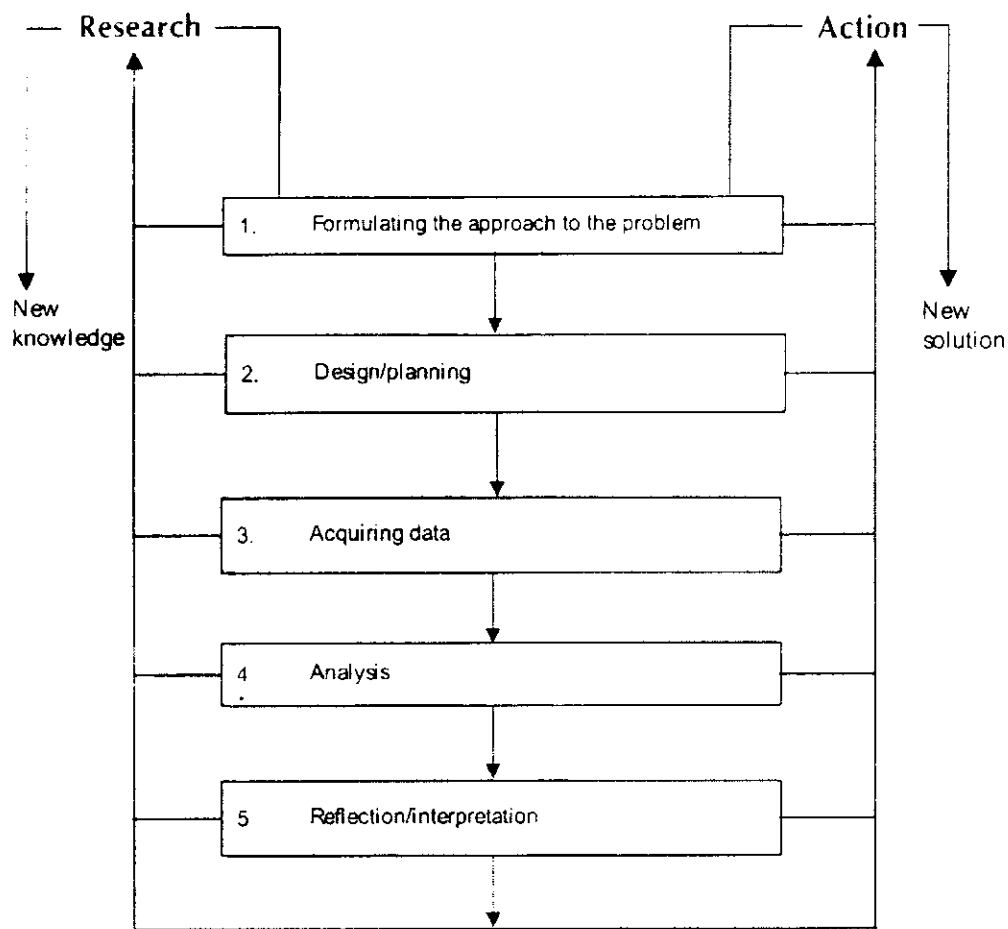 Research
Action
1. Formulating the approach to the problem
New
knowledge
New
solution
2. Design/planning
3. Acquiring data
4. Analysis
5 Reflection/interpretation